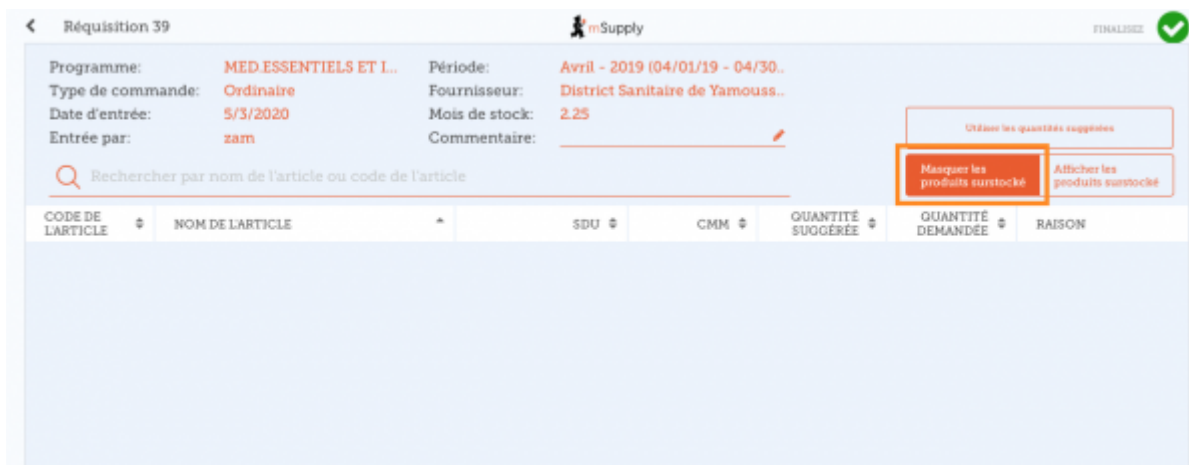 Réquisition 39
mSupply
FINALISEZ
Programme: MED.ESSENTIELS ET I... Période: Avril - 2019 (04/01/19 - 04/30..
Type de commande: Ordinaire Fournisseur: District Sanitaire de Yamouss..
Date d'entrée: 5/3/2020 Mois de stock: 2.25
Entrée par: zam Commentaire:
Utiliser les quantités suggérées
Rechercher par nom de l'article ou code de l'article
Masquer les
produits surstocké
Afficher les
produits surstocké
CODE DE
L'ARTICLE
NOM DE L'ARTICLE
SDU
CMM
QUANTITÉ
SUGGÉRÉE
QUANTITÉ
DEMANDÉE
RAISON